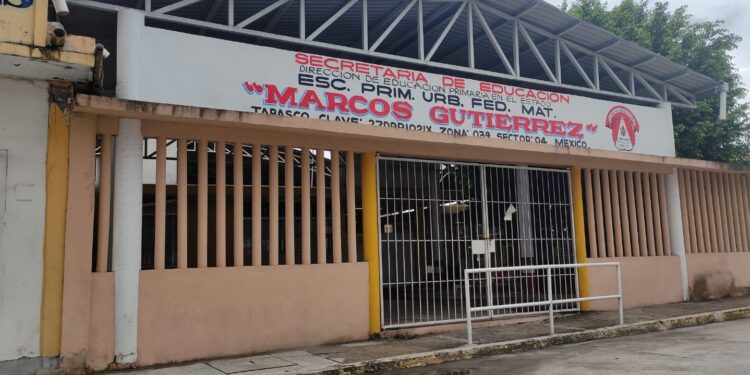 SECRETARIA DE EDUCACION
DIRECCION DE EDUCACION PRIMARIA EN EL ESTADO
ESC. PRIM. URB. FED. MAT.
"MARCOS GUTIERREZ"
TABASCO, CLAVE: 27DPR1021X, ZONA: 039, SECTOR: 04, MEXICO.